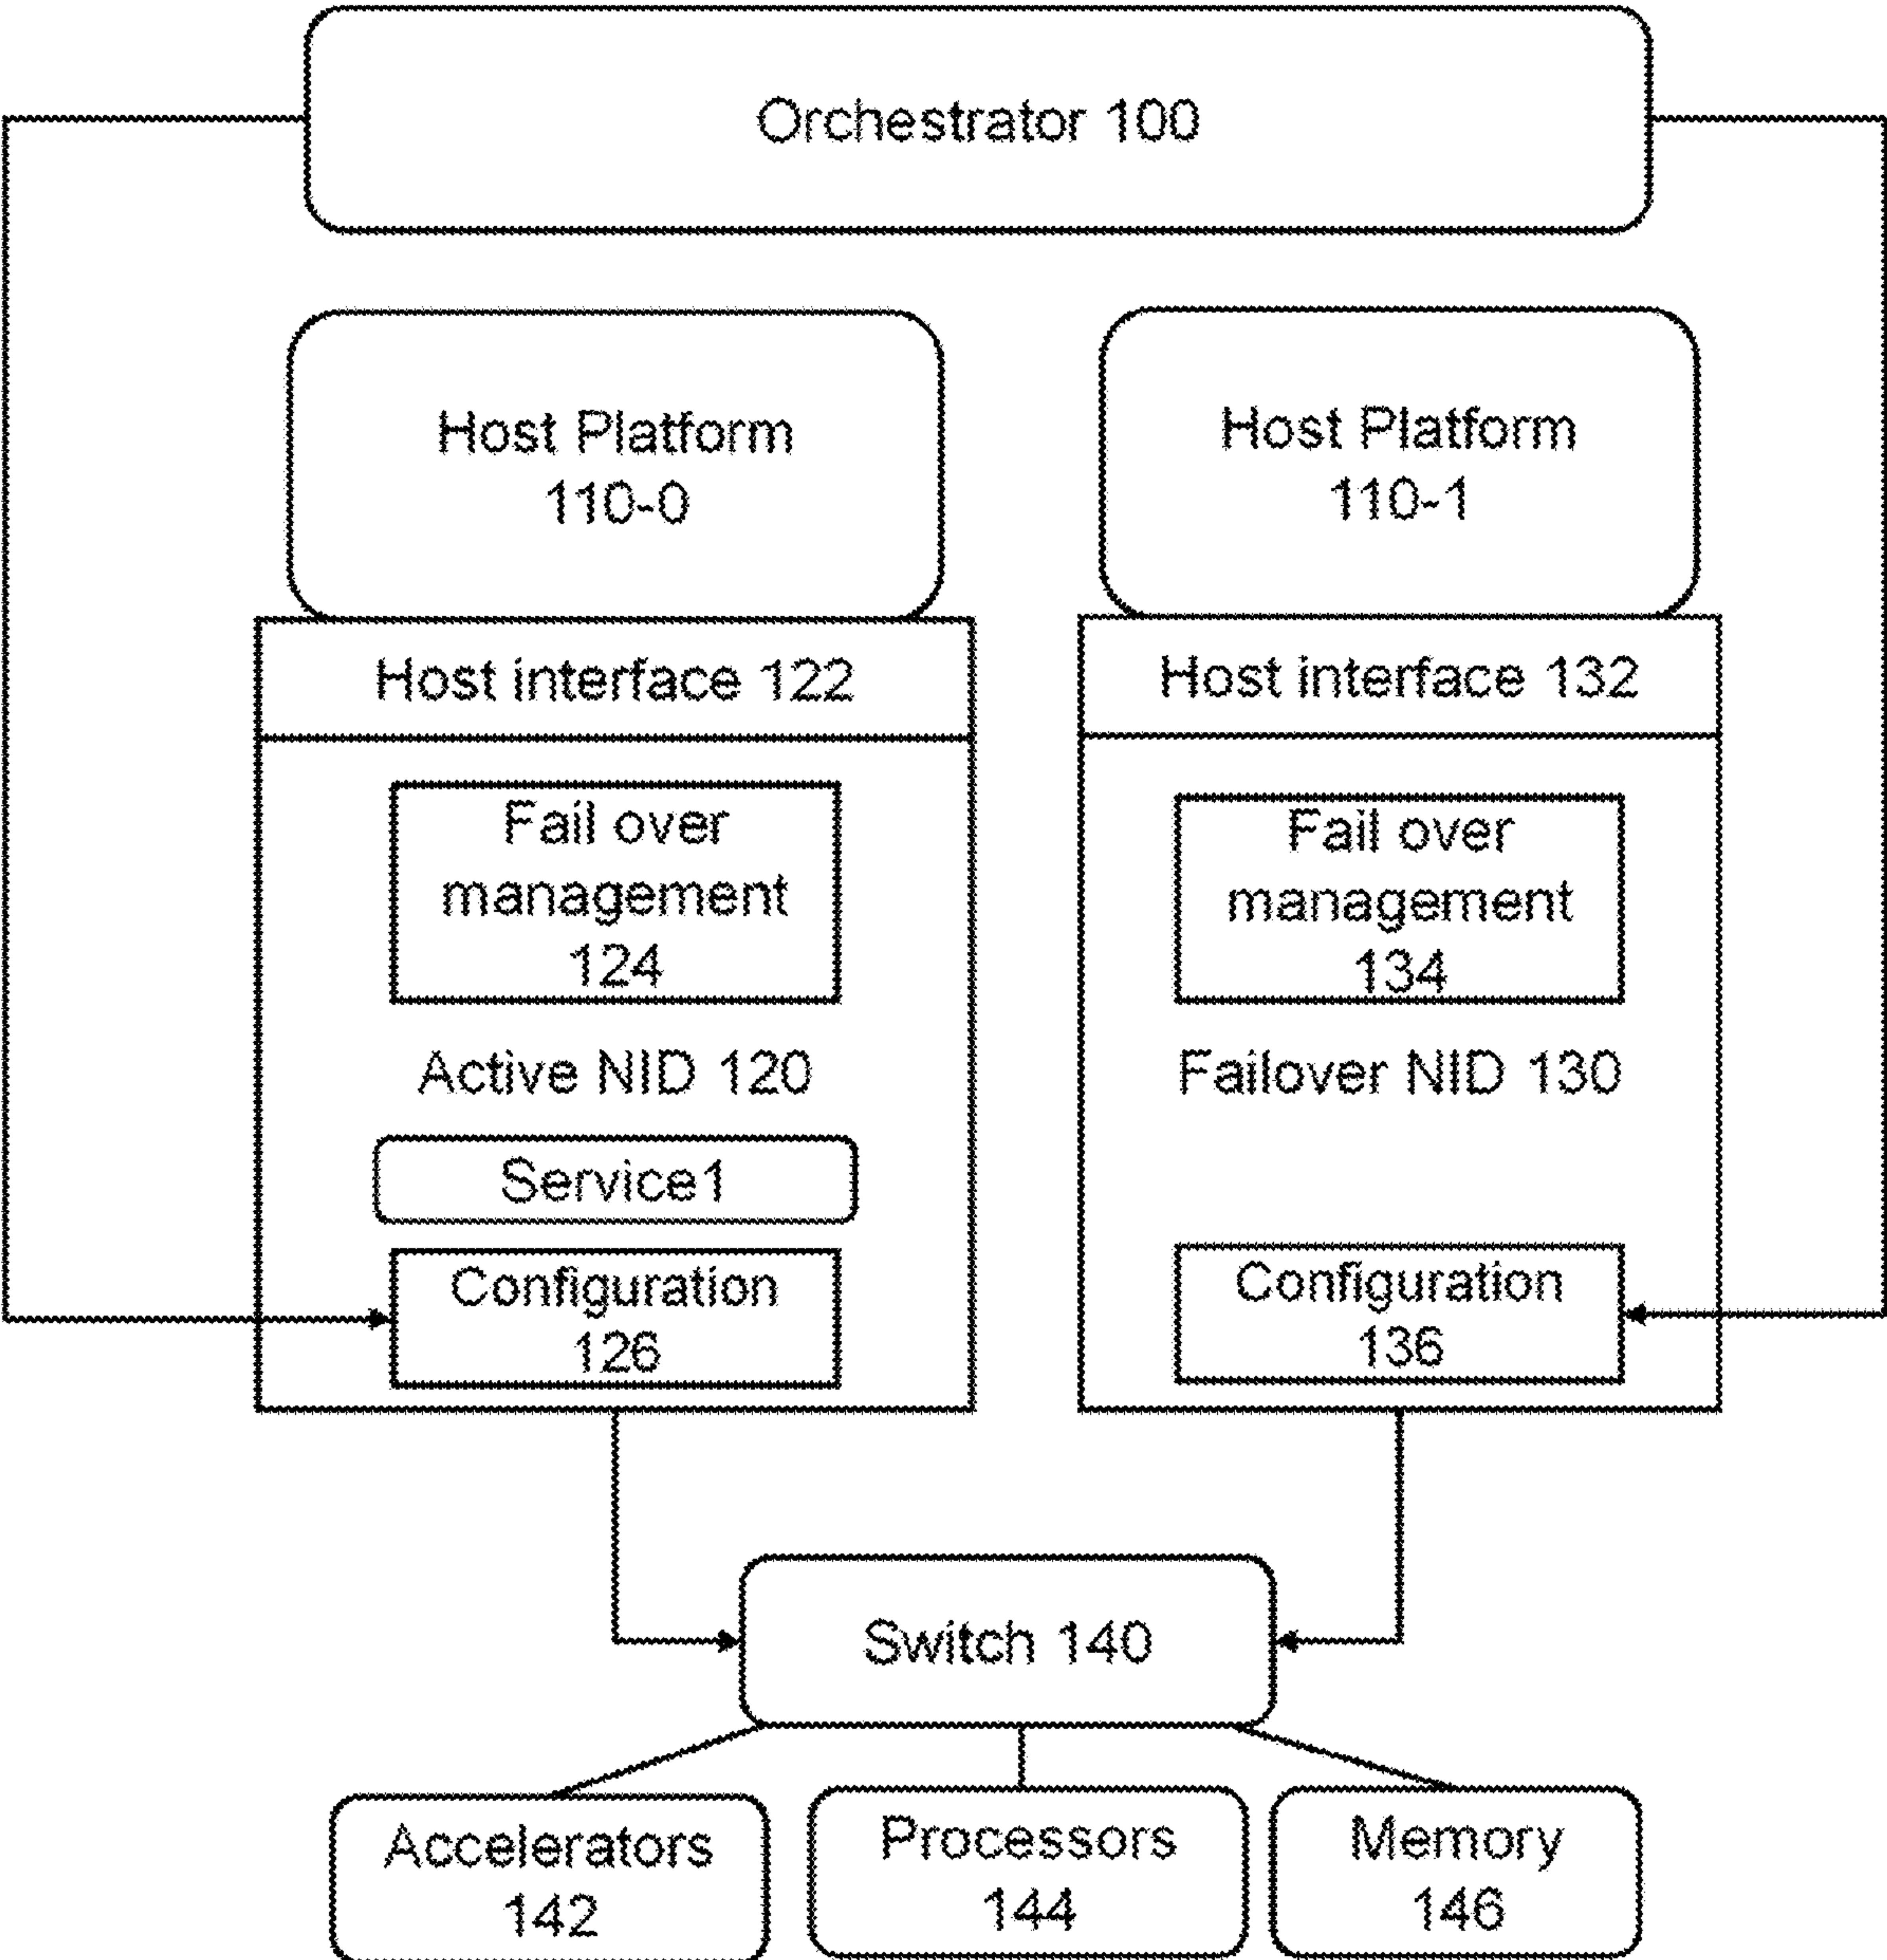 Orchestrator 100
Host Platform
110-0
Host interface 122
Fail over
management
124
Active NID 120
Service1
Configuration
126
Host Platform
110-1
Host interface 132
Fail over
management
134
Failover NID 130
Configuration
136
Switch 140
Accelerators
142
Processors
144
Memory
146